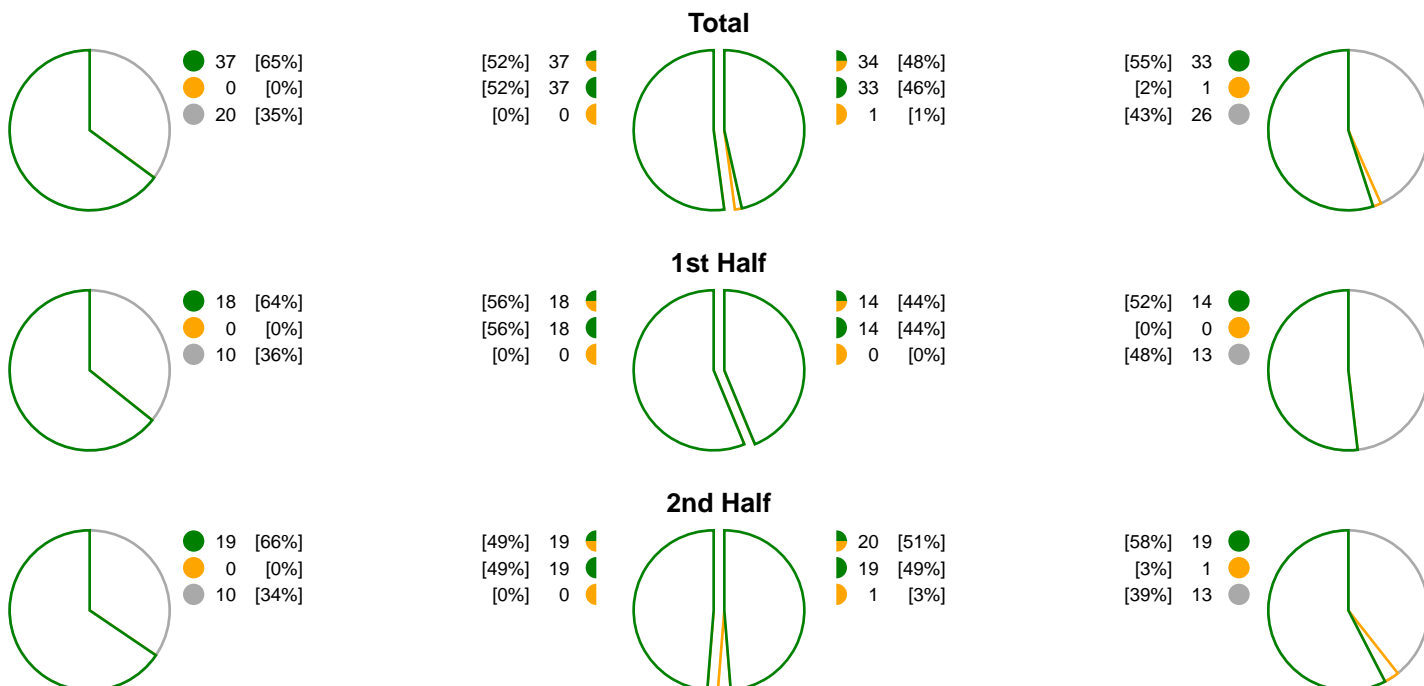 Total
37 [65%] [52%] 37 34 [48%] [55%] 33
0 [0%] [52%] 37 33 [46%] [2%] 1
20 [35%] [0%] 0 1 [1%] [43%] 26
1st Half
18 [64%] [56%] 18 14 [44%] [52%] 14
0 [0%] [56%] 18 14 [44%] [0%] 0
10 [36%] [0%] 0 0 [0%] [48%] 13
2nd Half
19 [66%] [49%] 19 20 [51%] [58%] 19
0 [0%] [49%] 19 19 [49%] [3%] 1
10 [34%] [0%] 0 1 [3%] [39%] 13